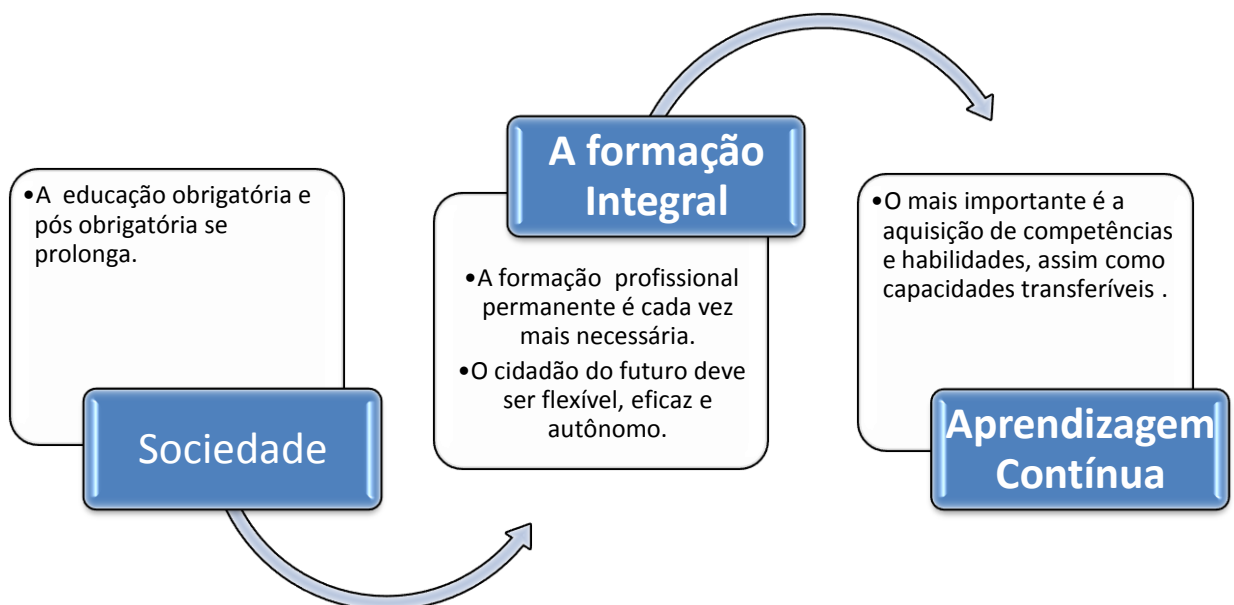 •A educação obrigatória e
pós obrigatória se
prolonga.
Sociedade
A formação
Integral
•A formação profissional
permanente é cada vez
mais necessária.
•O cidadão do futuro deve
ser flexível, eficaz e
autônomo.
•O mais importante é a
aquisição de competências
e habilidades, assim como
capacidades transferíveis .
Aprendizagem
Contínua